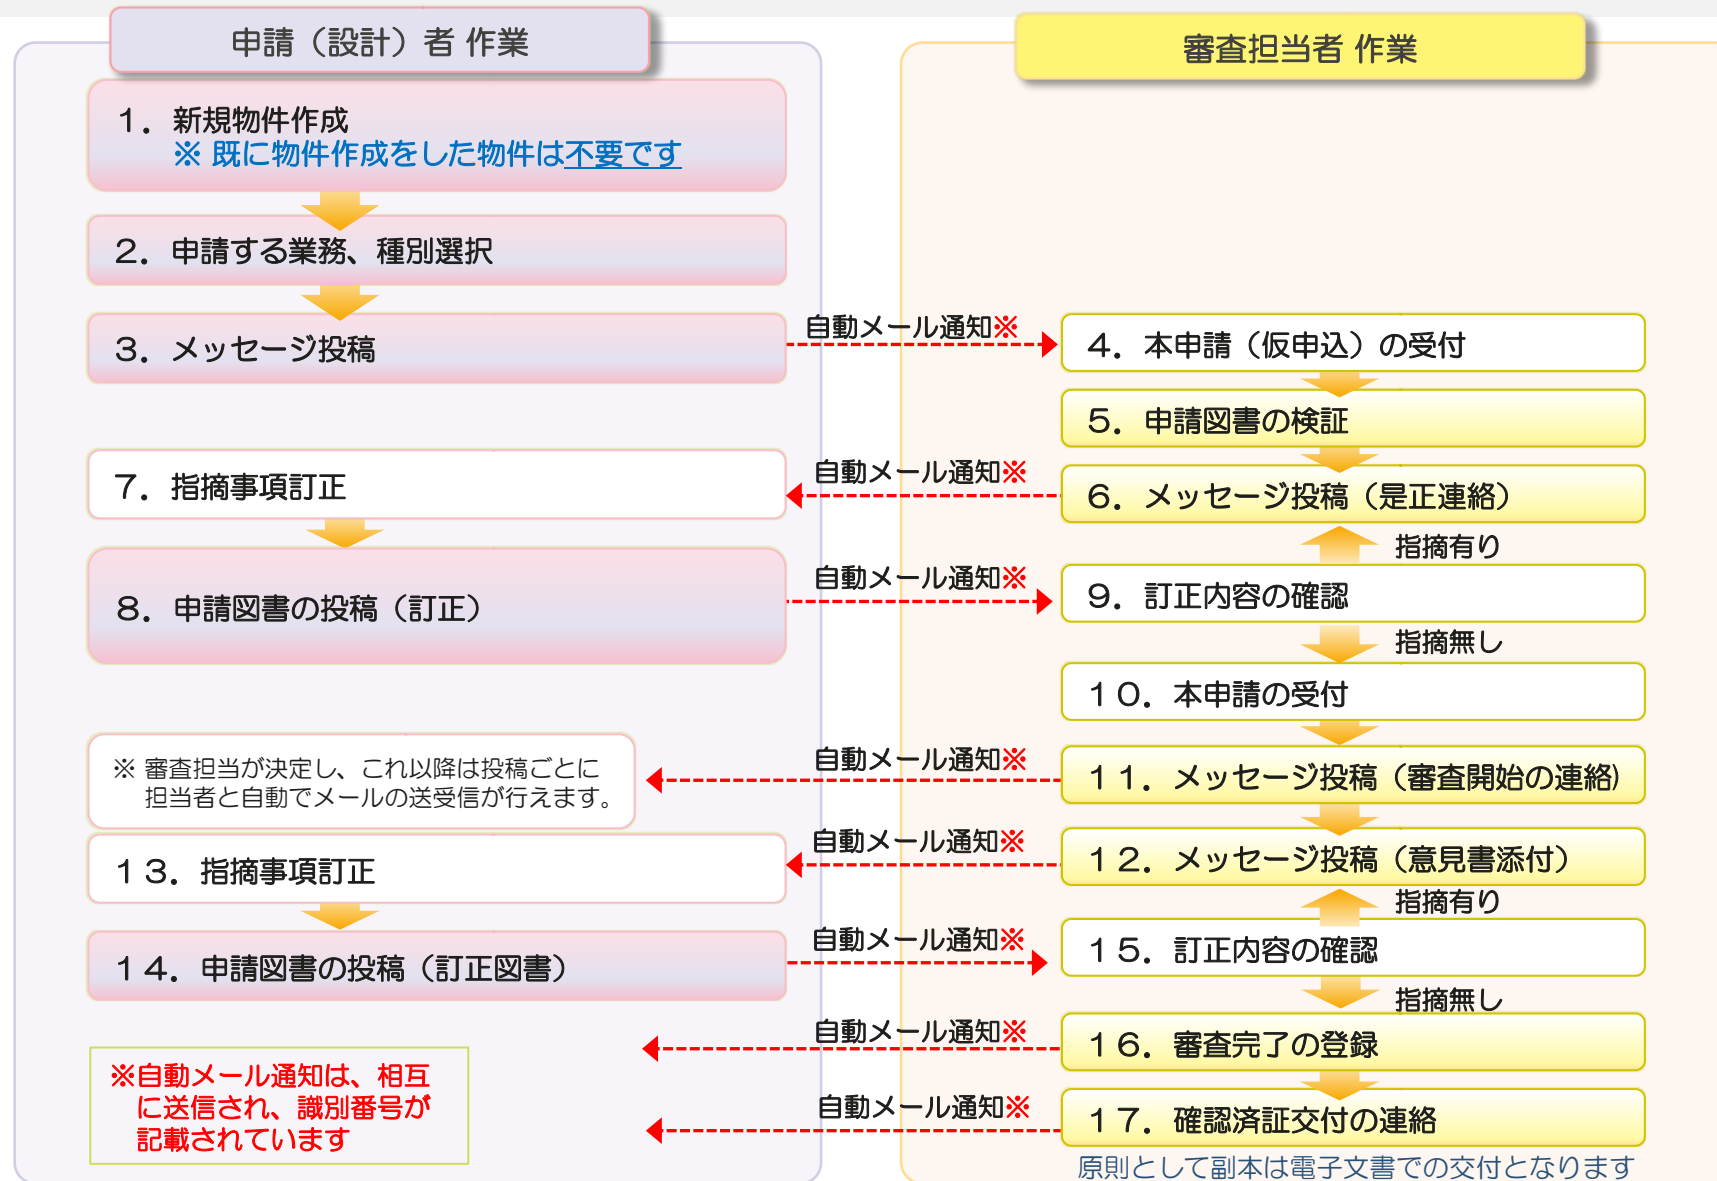 申請（設計）者 作業
審査担当者 作業
１．新規物件作成
※ 既に物件作成をした物件は不要です
２．申請する業務、種別選択
３．メッセージ投稿
自動メール通知※
４．本申請（仮申込）の受付
５．申請図書の検証
６．メッセージ投稿（是正連絡）
自動メール通知※
７．指摘事項訂正
指摘有り
８．申請図書の投稿（訂正）
自動メール通知※
９．訂正内容の確認
指摘無し
１０．本申請の受付
１１．メッセージ投稿（審査開始の連絡)
自動メール通知※
※ 審査担当が決定し、これ以降は投稿ごとに
担当者と自動でメールの送受信が行えます。
１２．メッセージ投稿（意見書添付）
自動メール通知※
１３．指摘事項訂正
指摘有り
１４．申請図書の投稿（訂正図書）
自動メール通知※
１５．訂正内容の確認
指摘無し
１６．審査完了の登録
自動メール通知※
１７．確認済証交付の連絡
自動メール通知※
原則として副本は電子文書での交付となります
※自動メール通知は、相互
に送信され、識別番号が
記載されています